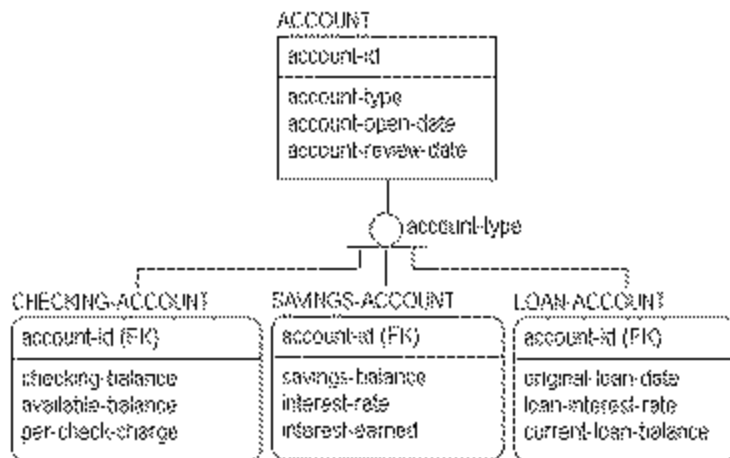 ACCOUNT
account-id
account-type
account-open-date
account-review-date
account-type
CHECKING-ACCOUNT
account-id (FK)
checking-balance
available-balance
per-check-charge
SAVINGS-ACCOUNT
account-id (FK)
savings-balance
interest-rate
interest-earned
LOAN-ACCOUNT
account-id (FK)
original-loan-date
loan-interest-rate
current-loan-balance